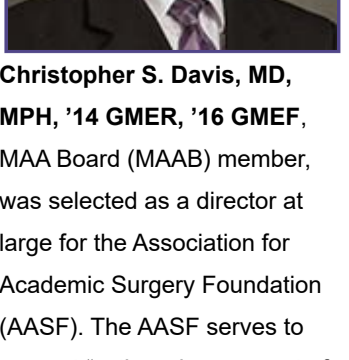 Christopher S. Davis, MD,
MPH, ’14 GMER, ’16 GMEF,
MAA Board (MAAB) member,
was selected as a director at
large for the Association for
Academic Surgery Foundation
(AASF). The AASF serves to